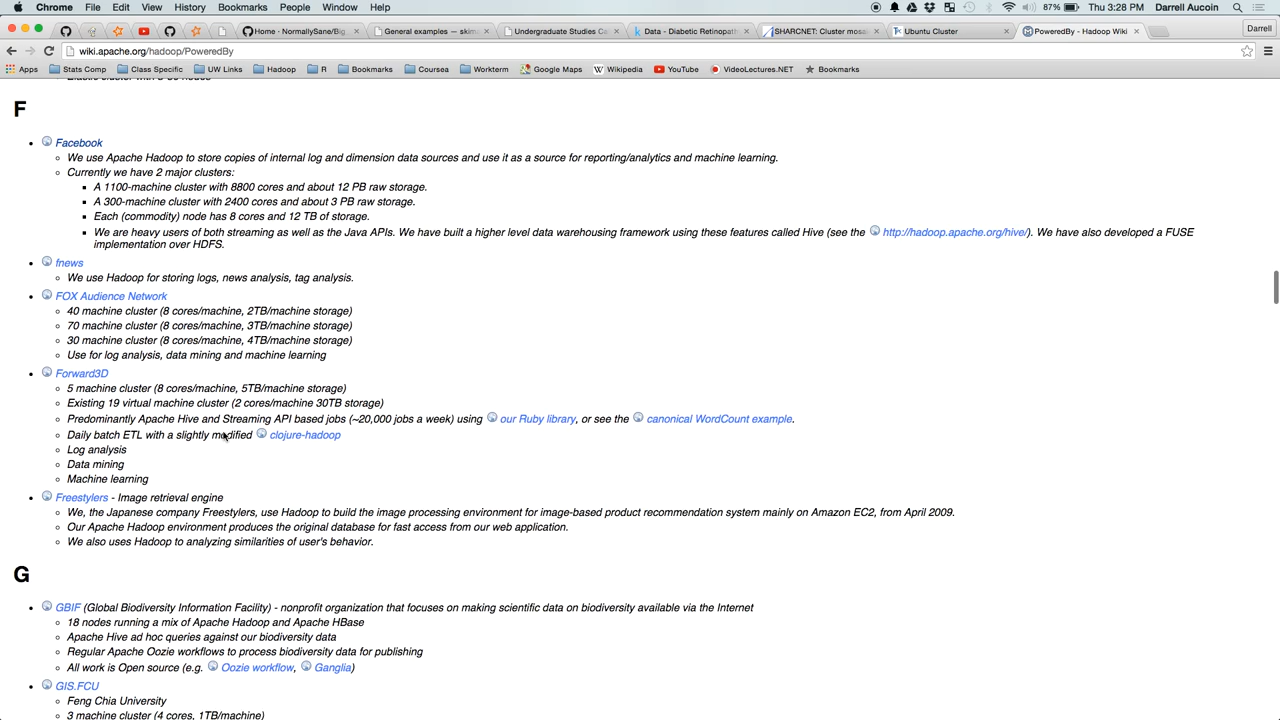 Chrome File Edit View History Bookmarks People Window Help 87% Thu 3:28 PM Darrell Aucoin
Home · NormallySane/Big General examples — skim Undergraduate Studies Ca Data - Diabetic Retinopath SHARCNET: Cluster mosa Ubuntu Cluster PoweredBy - Hadoop Wiki Darrell
wiki.apache.org/hadoop/PoweredBy
Apps Stats Comp Class Specific UW Links Hadoop R Bookmarks Coursea Workterm Google Maps Wikipedia YouTube VideoLectures.NET Bookmarks
F
Facebook
We use Apache Hadoop to store copies of internal log and dimension data sources and use it as a source for reporting/analytics and machine learning.
Currently we have 2 major clusters:
A 1100-machine cluster with 8800 cores and about 12 PB raw storage.
A 300-machine cluster with 2400 cores and about 3 PB raw storage.
Each (commodity) node has 8 cores and 12 TB of storage.
We are heavy users of both streaming as well as the Java APIs. We have built a higher level data warehousing framework using these features called Hive (see the http://hadoop.apache.org/hive/). We have also developed a FUSE
implementation over HDFS.
fnews
We use Hadoop for storing logs, news analysis, tag analysis.
FOX Audience Network
40 machine cluster (8 cores/machine, 2TB/machine storage)
70 machine cluster (8 cores/machine, 3TB/machine storage)
30 machine cluster (8 cores/machine, 4TB/machine storage)
Use for log analysis, data mining and machine learning
Forward3D
5 machine cluster (8 cores/machine, 5TB/machine storage)
Existing 19 virtual machine cluster (2 cores/machine 30TB storage)
Predominantly Apache Hive and Streaming API based jobs (~20,000 jobs a week) using our Ruby library, or see the canonical WordCount example.
Daily batch ETL with a slightly modified clojure-hadoop
Log analysis
Data mining
Machine learning
Freestylers - Image retrieval engine
We, the Japanese company Freestylers, use Hadoop to build the image processing environment for image-based product recommendation system mainly on Amazon EC2, from April 2009.
Our Apache Hadoop environment produces the original database for fast access from our web application.
We also uses Hadoop to analyzing similarities of user's behavior.
G
GBIF (Global Biodiversity Information Facility) - nonprofit organization that focuses on making scientific data on biodiversity available via the Internet
18 nodes running a mix of Apache Hadoop and Apache HBase
Apache Hive ad hoc queries against our biodiversity data
Regular Apache Oozie workflows to process biodiversity data for publishing
All work is Open source (e.g. Oozie workflow, Ganglia)
GIS.FCU
Feng Chia University
3 machine cluster (4 cores, 1TB/machine)